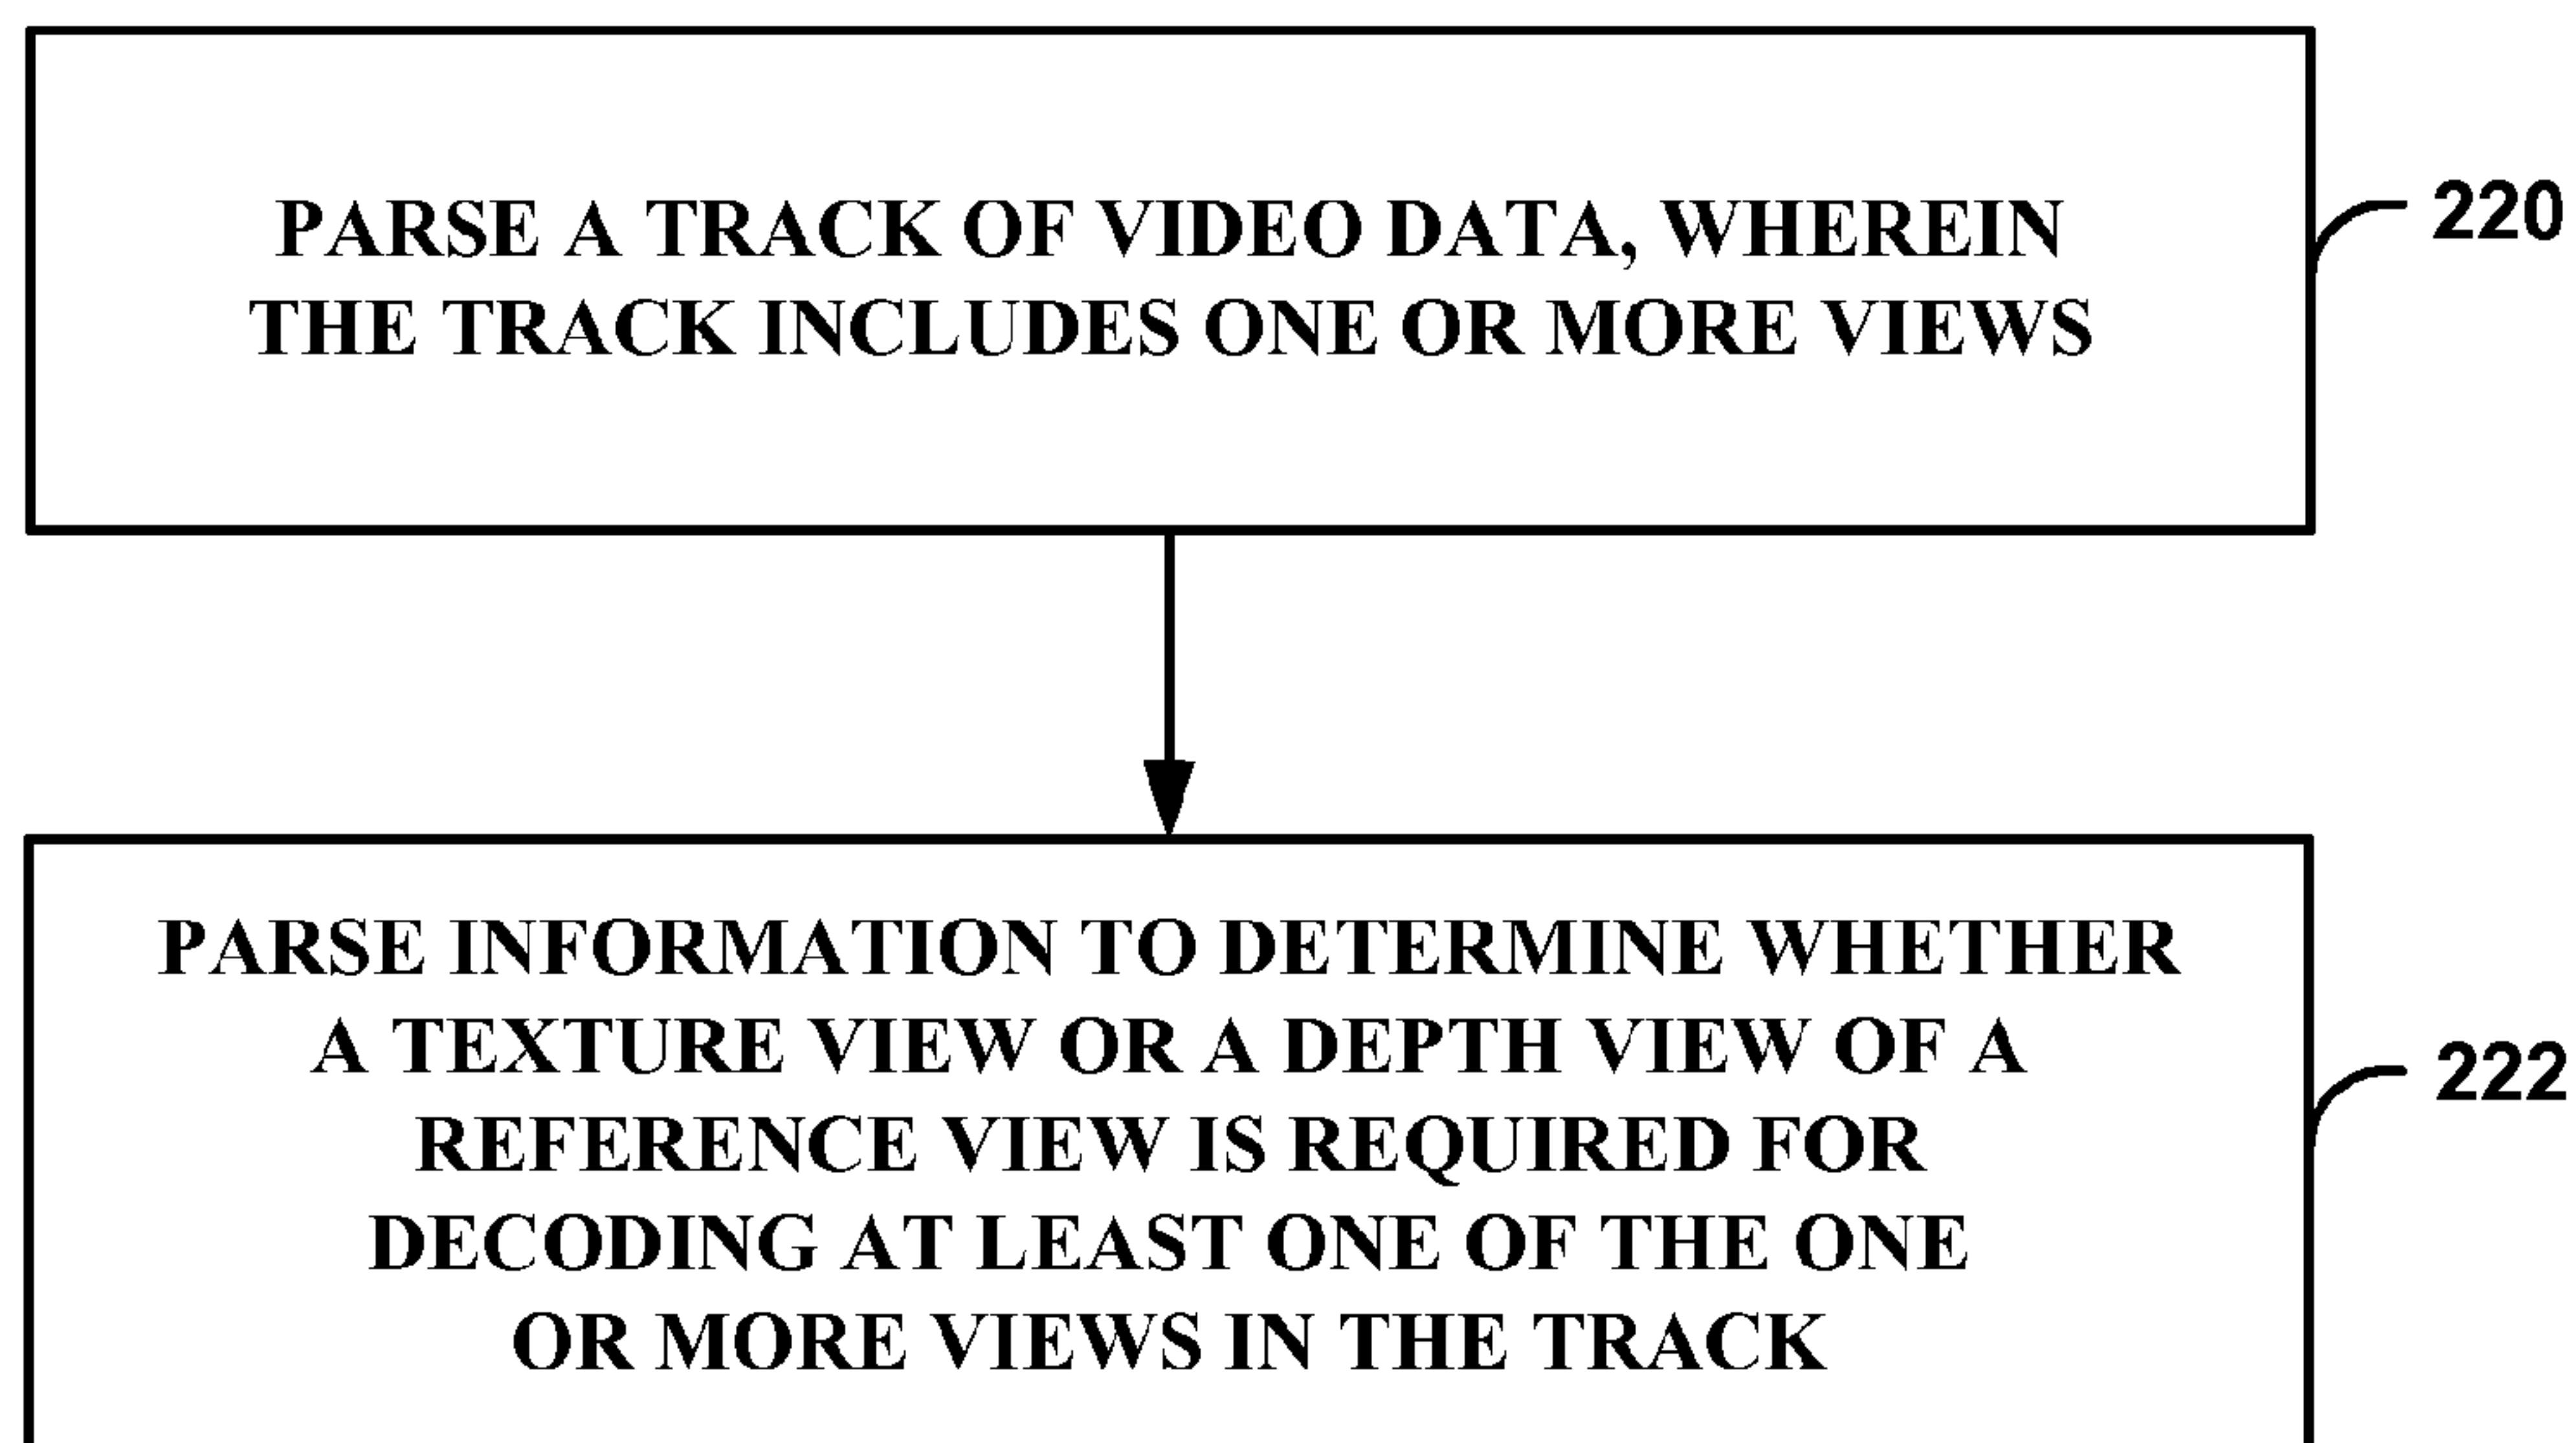 PARSE A TRACK OF VIDEO DATA, WHEREIN
THE TRACK INCLUDES ONE OR MORE VIEWS
220
PARSE INFORMATION TO DETERMINE WHETHER
A TEXTURE VIEW OR A DEPTH VIEW OF A
REFERENCE VIEW IS REQUIRED FOR
DECODING AT LEAST ONE OF THE ONE
OR MORE VIEWS IN THE TRACK
222